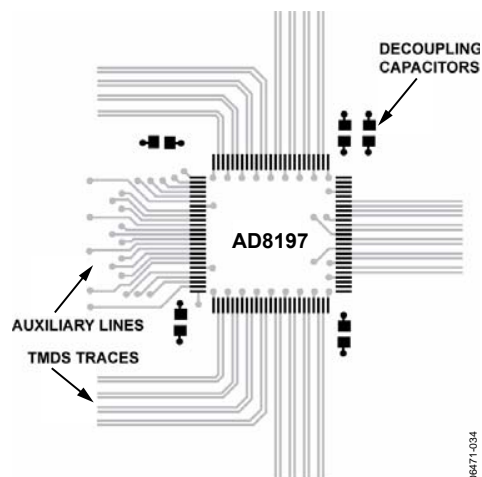 DECOUPLING
CAPACITORS
AD8197
AUXILIARY LINES
TMDS TRACES
06471-034